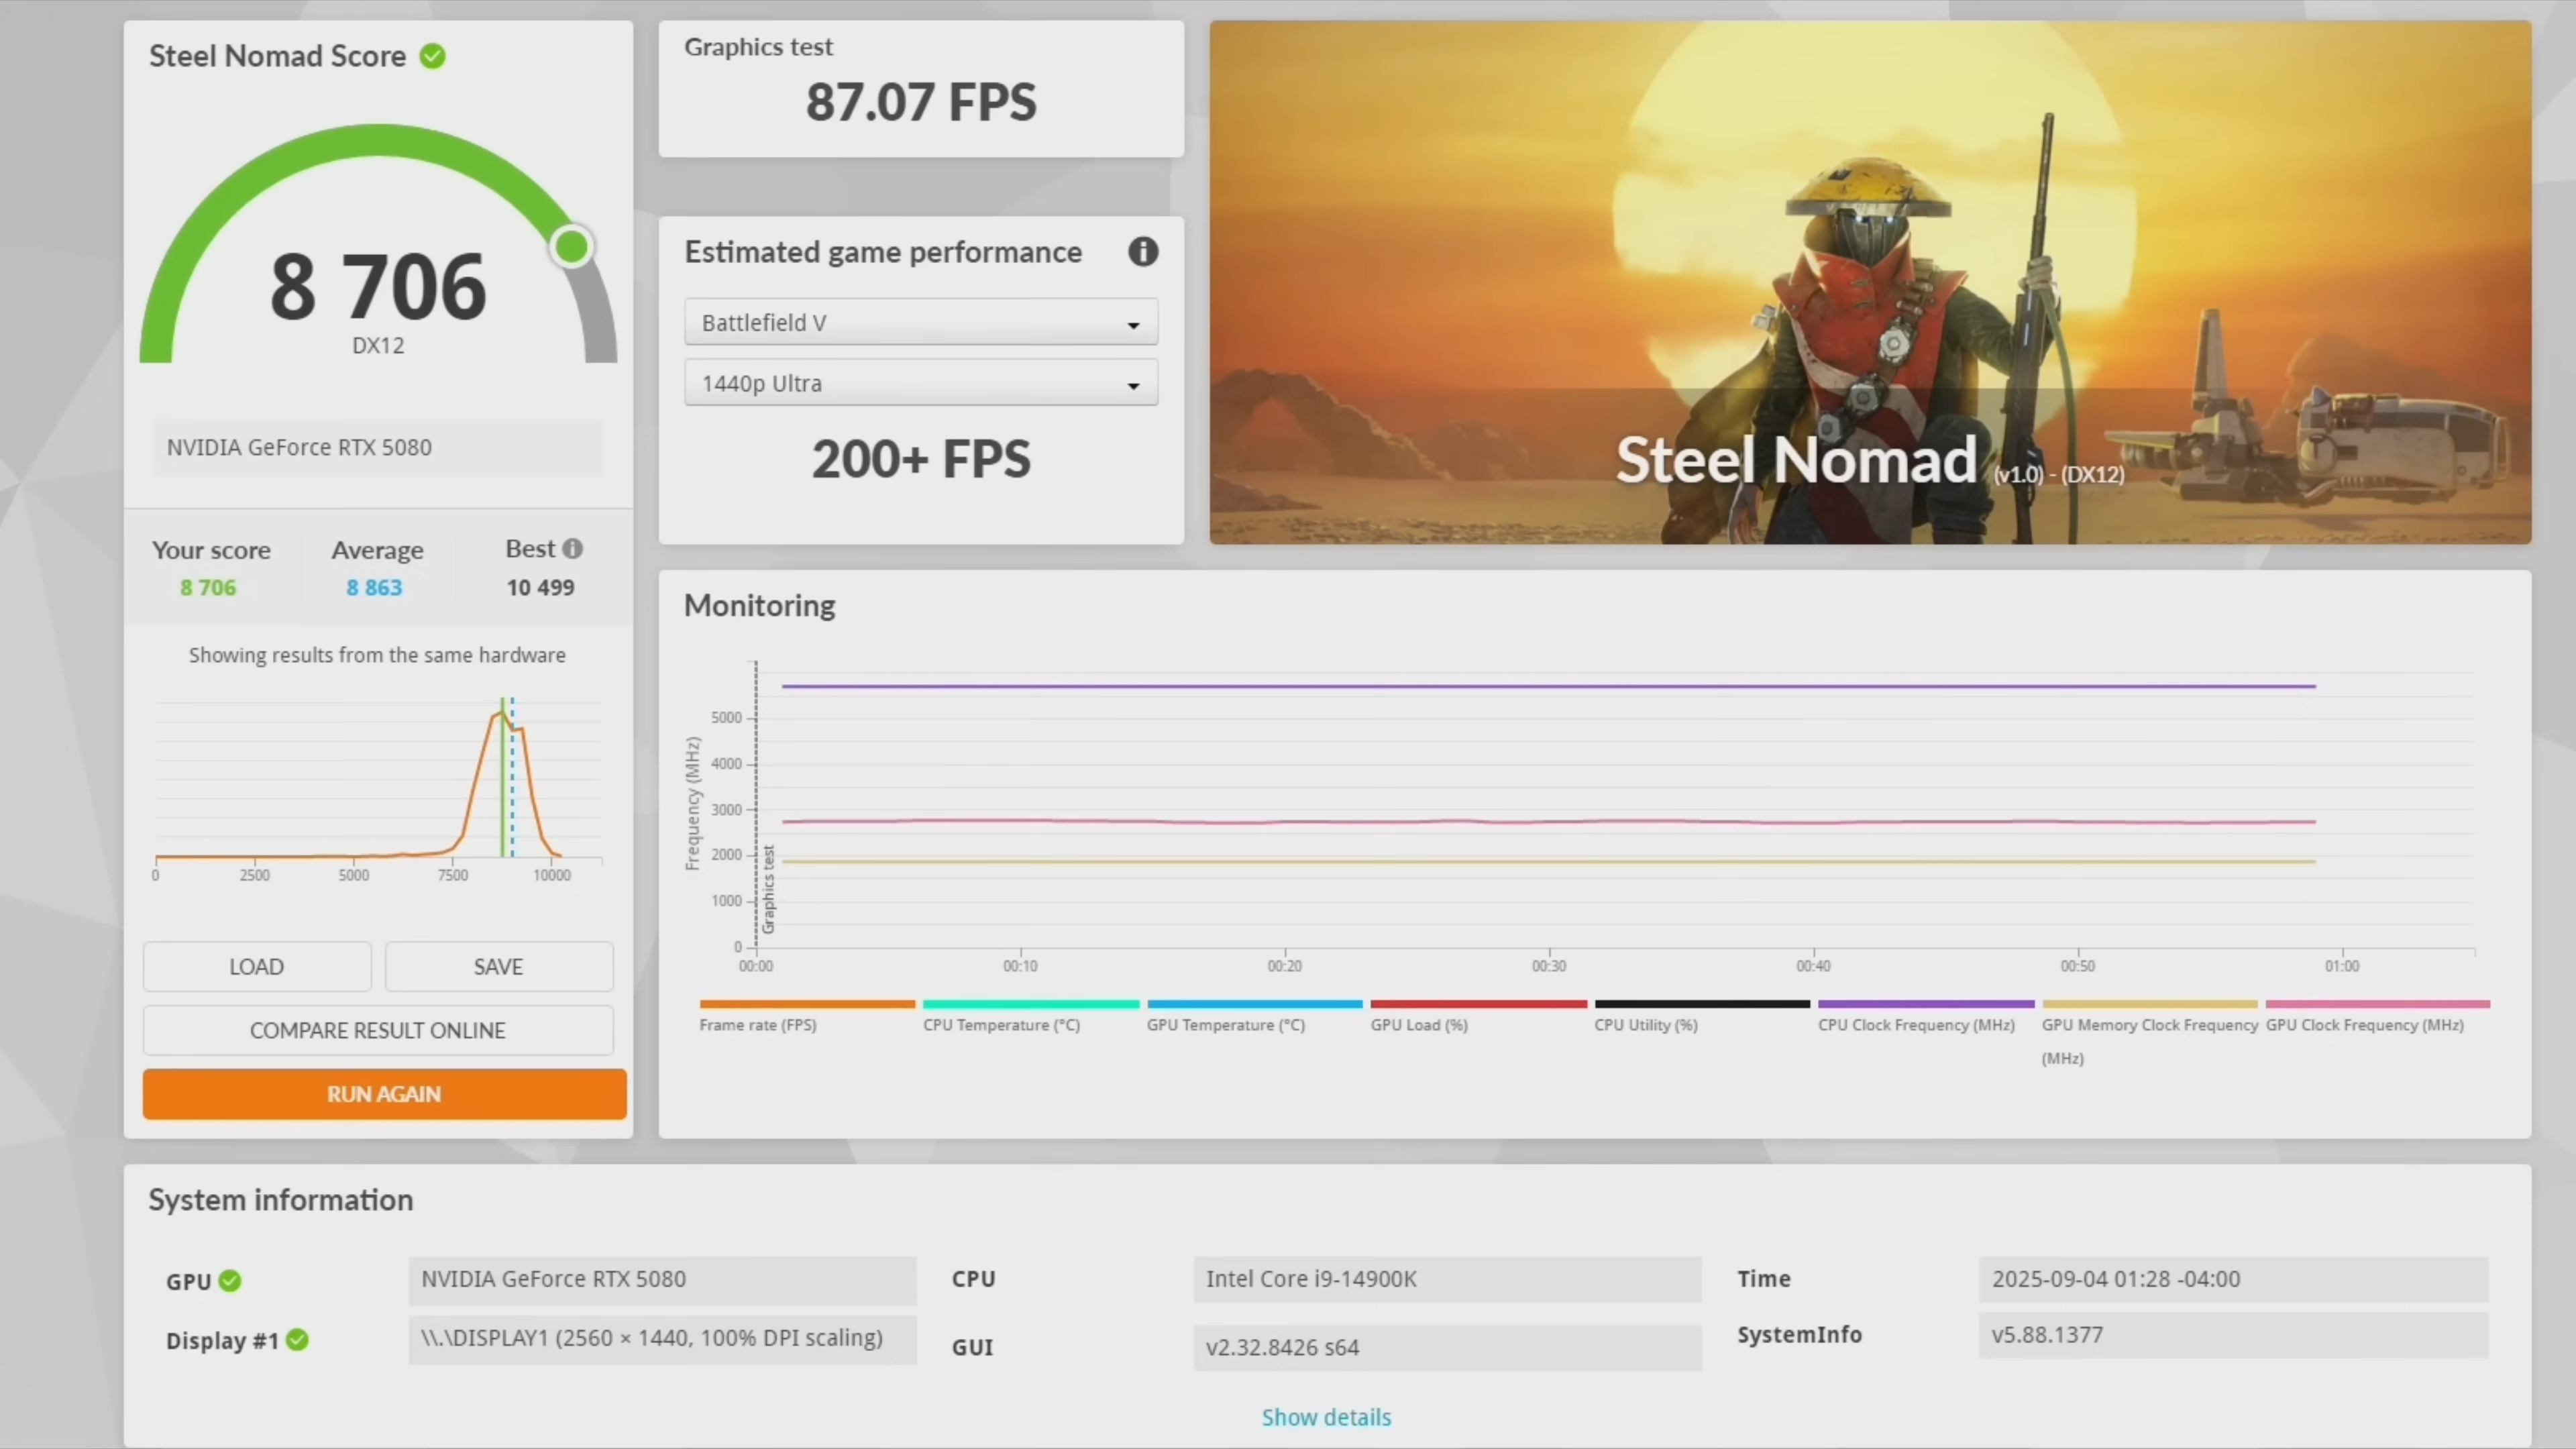 Steel Nomad Score
8 706
DX12
NVIDIA GeForce RTX 5080
Your score Average Best
8 706 8 863 10 499
Showing results from the same hardware
0 2500 5000 7500 10000
LOAD SAVE
COMPARE RESULT ONLINE
RUN AGAIN
Graphics test
87.07 FPS
Estimated game performance
Battlefield V
1440p Ultra
200+ FPS
Steel Nomad (v1.0) - (DX12)
Monitoring
Frequency (MHz)
5000
4000
3000
2000
1000
0
Graphics test
00:00 00:10 00:20 00:30 00:40 00:50 01:00
Frame rate (FPS) CPU Temperature (°C) GPU Temperature (°C) GPU Load (%) CPU Utility (%) CPU Clock Frequency (MHz) GPU Memory Clock Frequency GPU Clock Frequency (MHz)
(MHz)
System information
GPU NVIDIA GeForce RTX 5080 CPU Intel Core i9-14900K Time 2025-09-04 01:28 -04:00
Display #1 \\.\DISPLAY1 (2560 × 1440, 100% DPI scaling) GUI v2.32.8426 s64 SystemInfo v5.88.1377
Show details